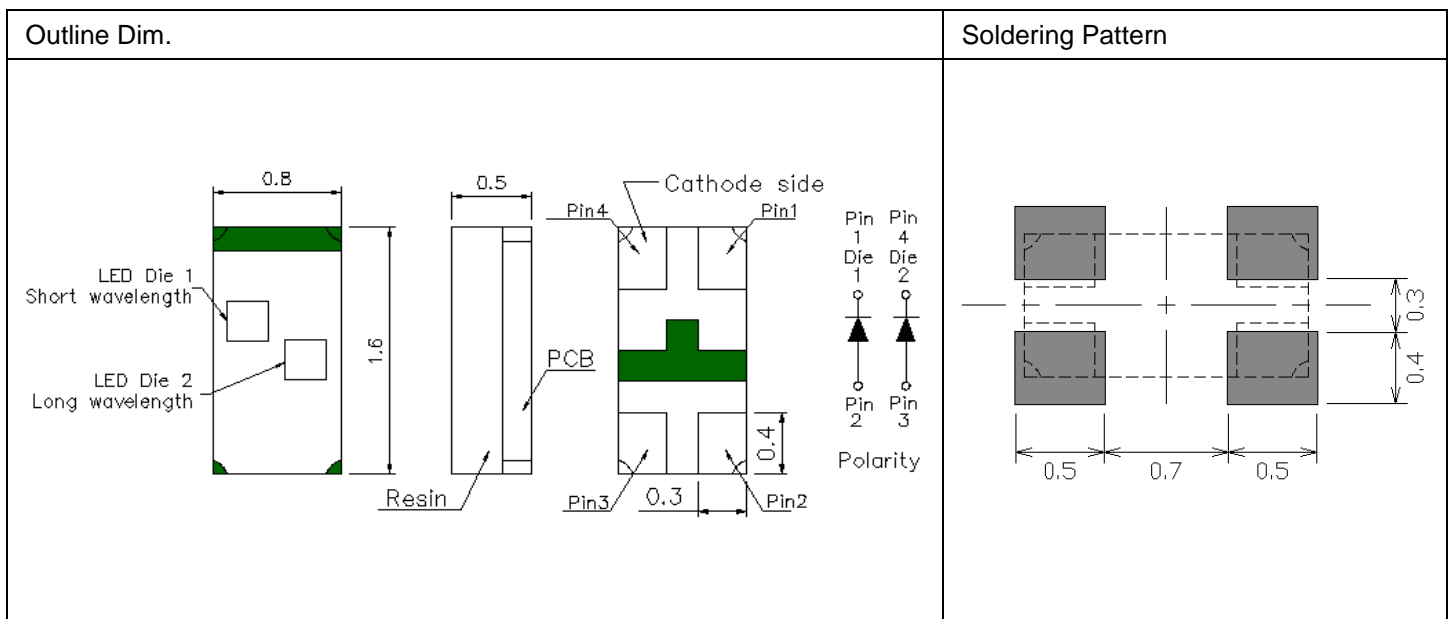 Outline Dim.
Soldering Pattern
0.8
LED Die 1
Short wavelength
LED Die 2
Long wavelength
1.6
0.5
PCB
Resin
Cathode side
Pin4
Pin1
Pin3
0.3
Pin2
0.4
Pin Pin
1 4
Die Die
1 2
Pin Pin
2 3
Polarity
0.3
0.4
0.5
0.7
0.5